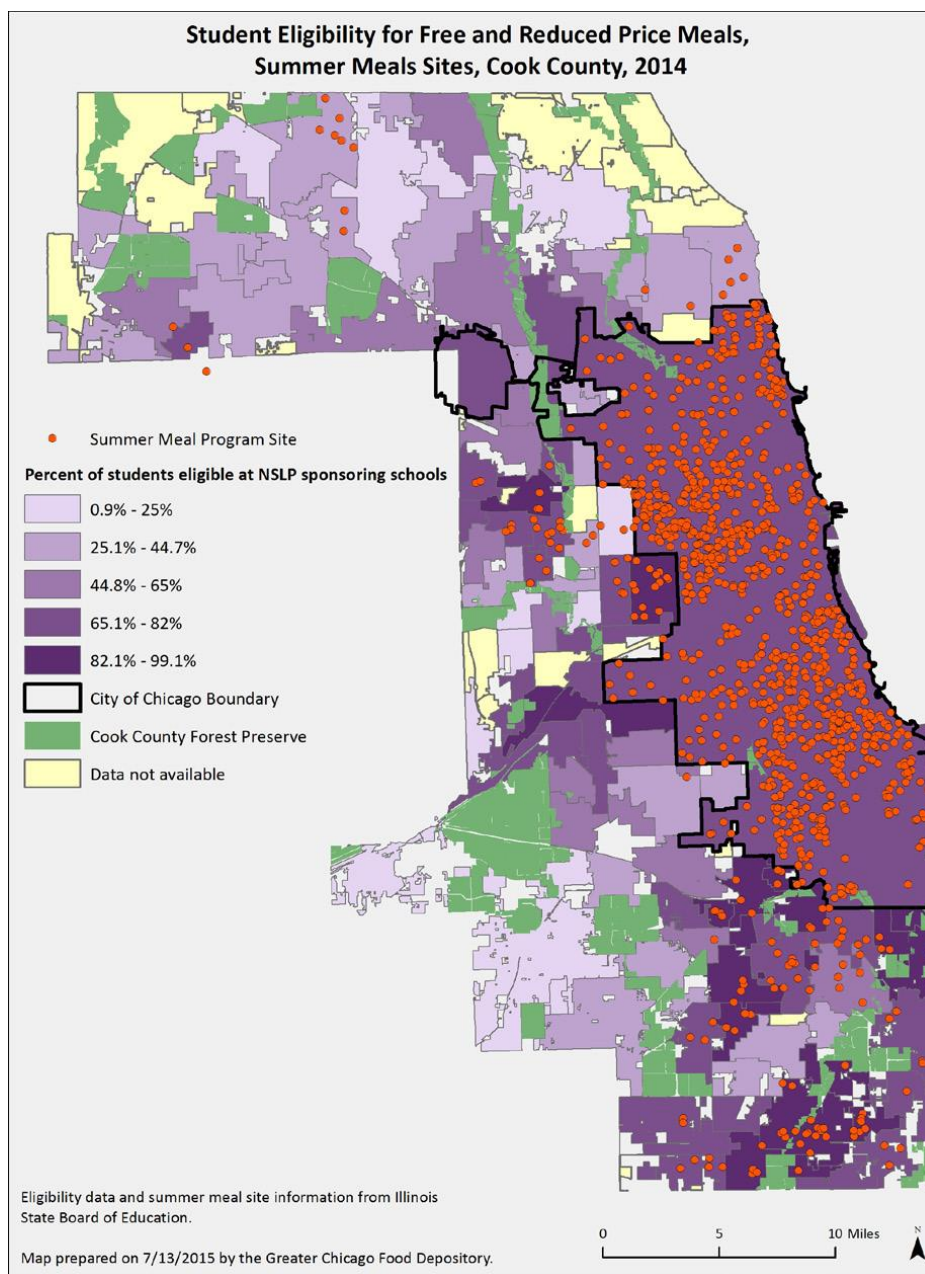 Student Eligibility for Free and Reduced Price Meals,
Summer Meals Sites, Cook County, 2014
Summer Meal Program Site
Percent of students eligible at NSLP sponsoring schools
0.9% - 25%
25.1% - 44.7%
44.8% - 65%
65.1% - 82%
82.1% - 99.1%
City of Chicago Boundary
Cook County Forest Preserve
Data not available
Eligibility data and summer meal site information from Illinois
State Board of Education.
Map prepared on 7/13/2015 by the Greater Chicago Food Depository.
0 5 10 Miles
N